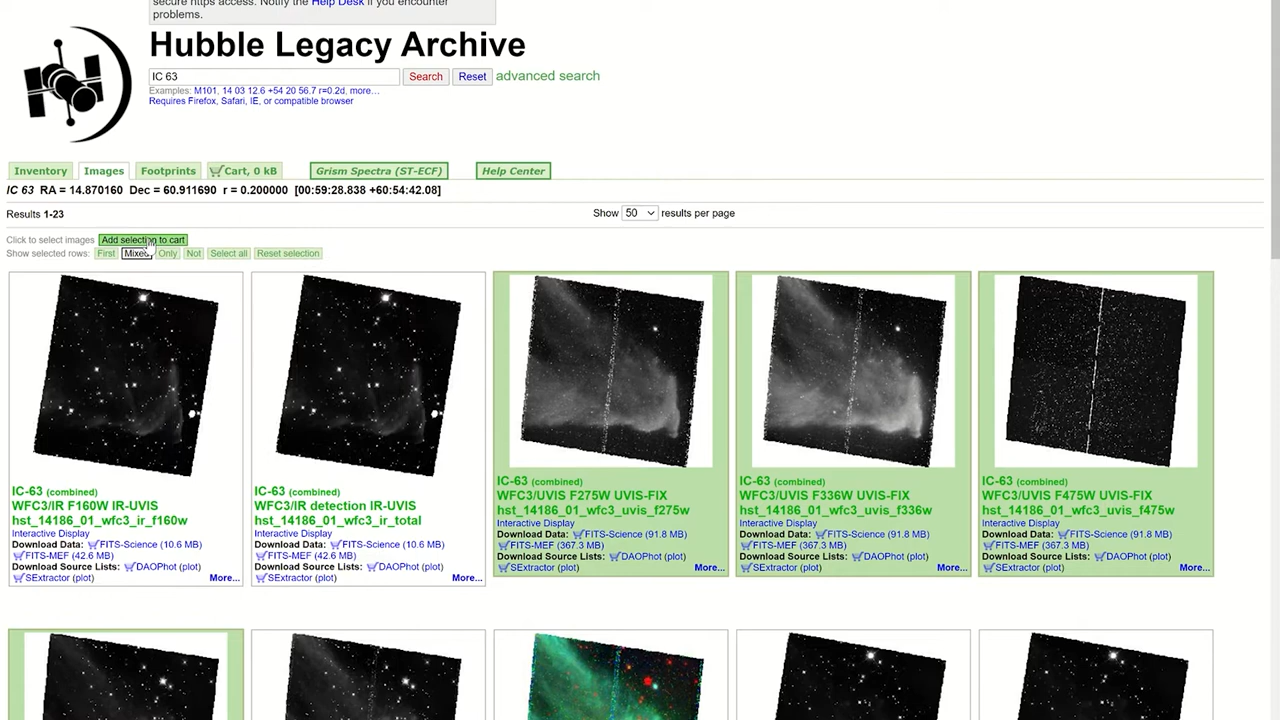 secure https access. Notify the Help Desk if you encounter
problems.
Hubble Legacy Archive
IC 63 Search Reset advanced search
Examples: M101, 14 03 12.6 +54 20 56.7 r=0.2d, more...
Requires Firefox, Safari, IE, or compatible browser
Inventory Images Footprints Cart, 0 kB Grism Spectra (ST-ECF) Help Center
IC 63 RA = 14.870160 Dec = 60.911690 r = 0.200000 [00:59:28.838 +60:54:42.08]
Results 1-23 Show 50 results per page
Click to select images Add selection to cart
Show selected rows: First Mixed Only Not Select all Reset selection
IC-63 (combined)
WFC3/IR F160W IR-UVIS
hst_14186_01_wfc3_ir_f160w
Interactive Display
Download Data: FITS-Science (10.6 MB)
FITS-MEF (42.6 MB)
Download Source Lists: DAOPhot (plot)
SExtractor (plot) More...
IC-63 (combined)
WFC3/IR detection IR-UVIS
hst_14186_01_wfc3_ir_total
Interactive Display
Download Data: FITS-Science (10.6 MB)
FITS-MEF (42.6 MB)
Download Source Lists: DAOPhot (plot)
SExtractor (plot) More...
IC-63 (combined)
WFC3/UVIS F275W UVIS-FIX
hst_14186_01_wfc3_uvis_f275w
Interactive Display
Download Data: FITS-Science (91.8 MB)
FITS-MEF (367.3 MB)
Download Source Lists: DAOPhot (plot)
SExtractor (plot) More...
IC-63 (combined)
WFC3/UVIS F336W UVIS-FIX
hst_14186_01_wfc3_uvis_f336w
Interactive Display
Download Data: FITS-Science (91.8 MB)
FITS-MEF (367.3 MB)
Download Source Lists: DAOPhot (plot)
SExtractor (plot) More...
IC-63 (combined)
WFC3/UVIS F475W UVIS-FIX
hst_14186_01_wfc3_uvis_f475w
Interactive Display
Download Data: FITS-Science (91.8 MB)
FITS-MEF (367.3 MB)
Download Source Lists: DAOPhot (plot)
SExtractor (plot) More...